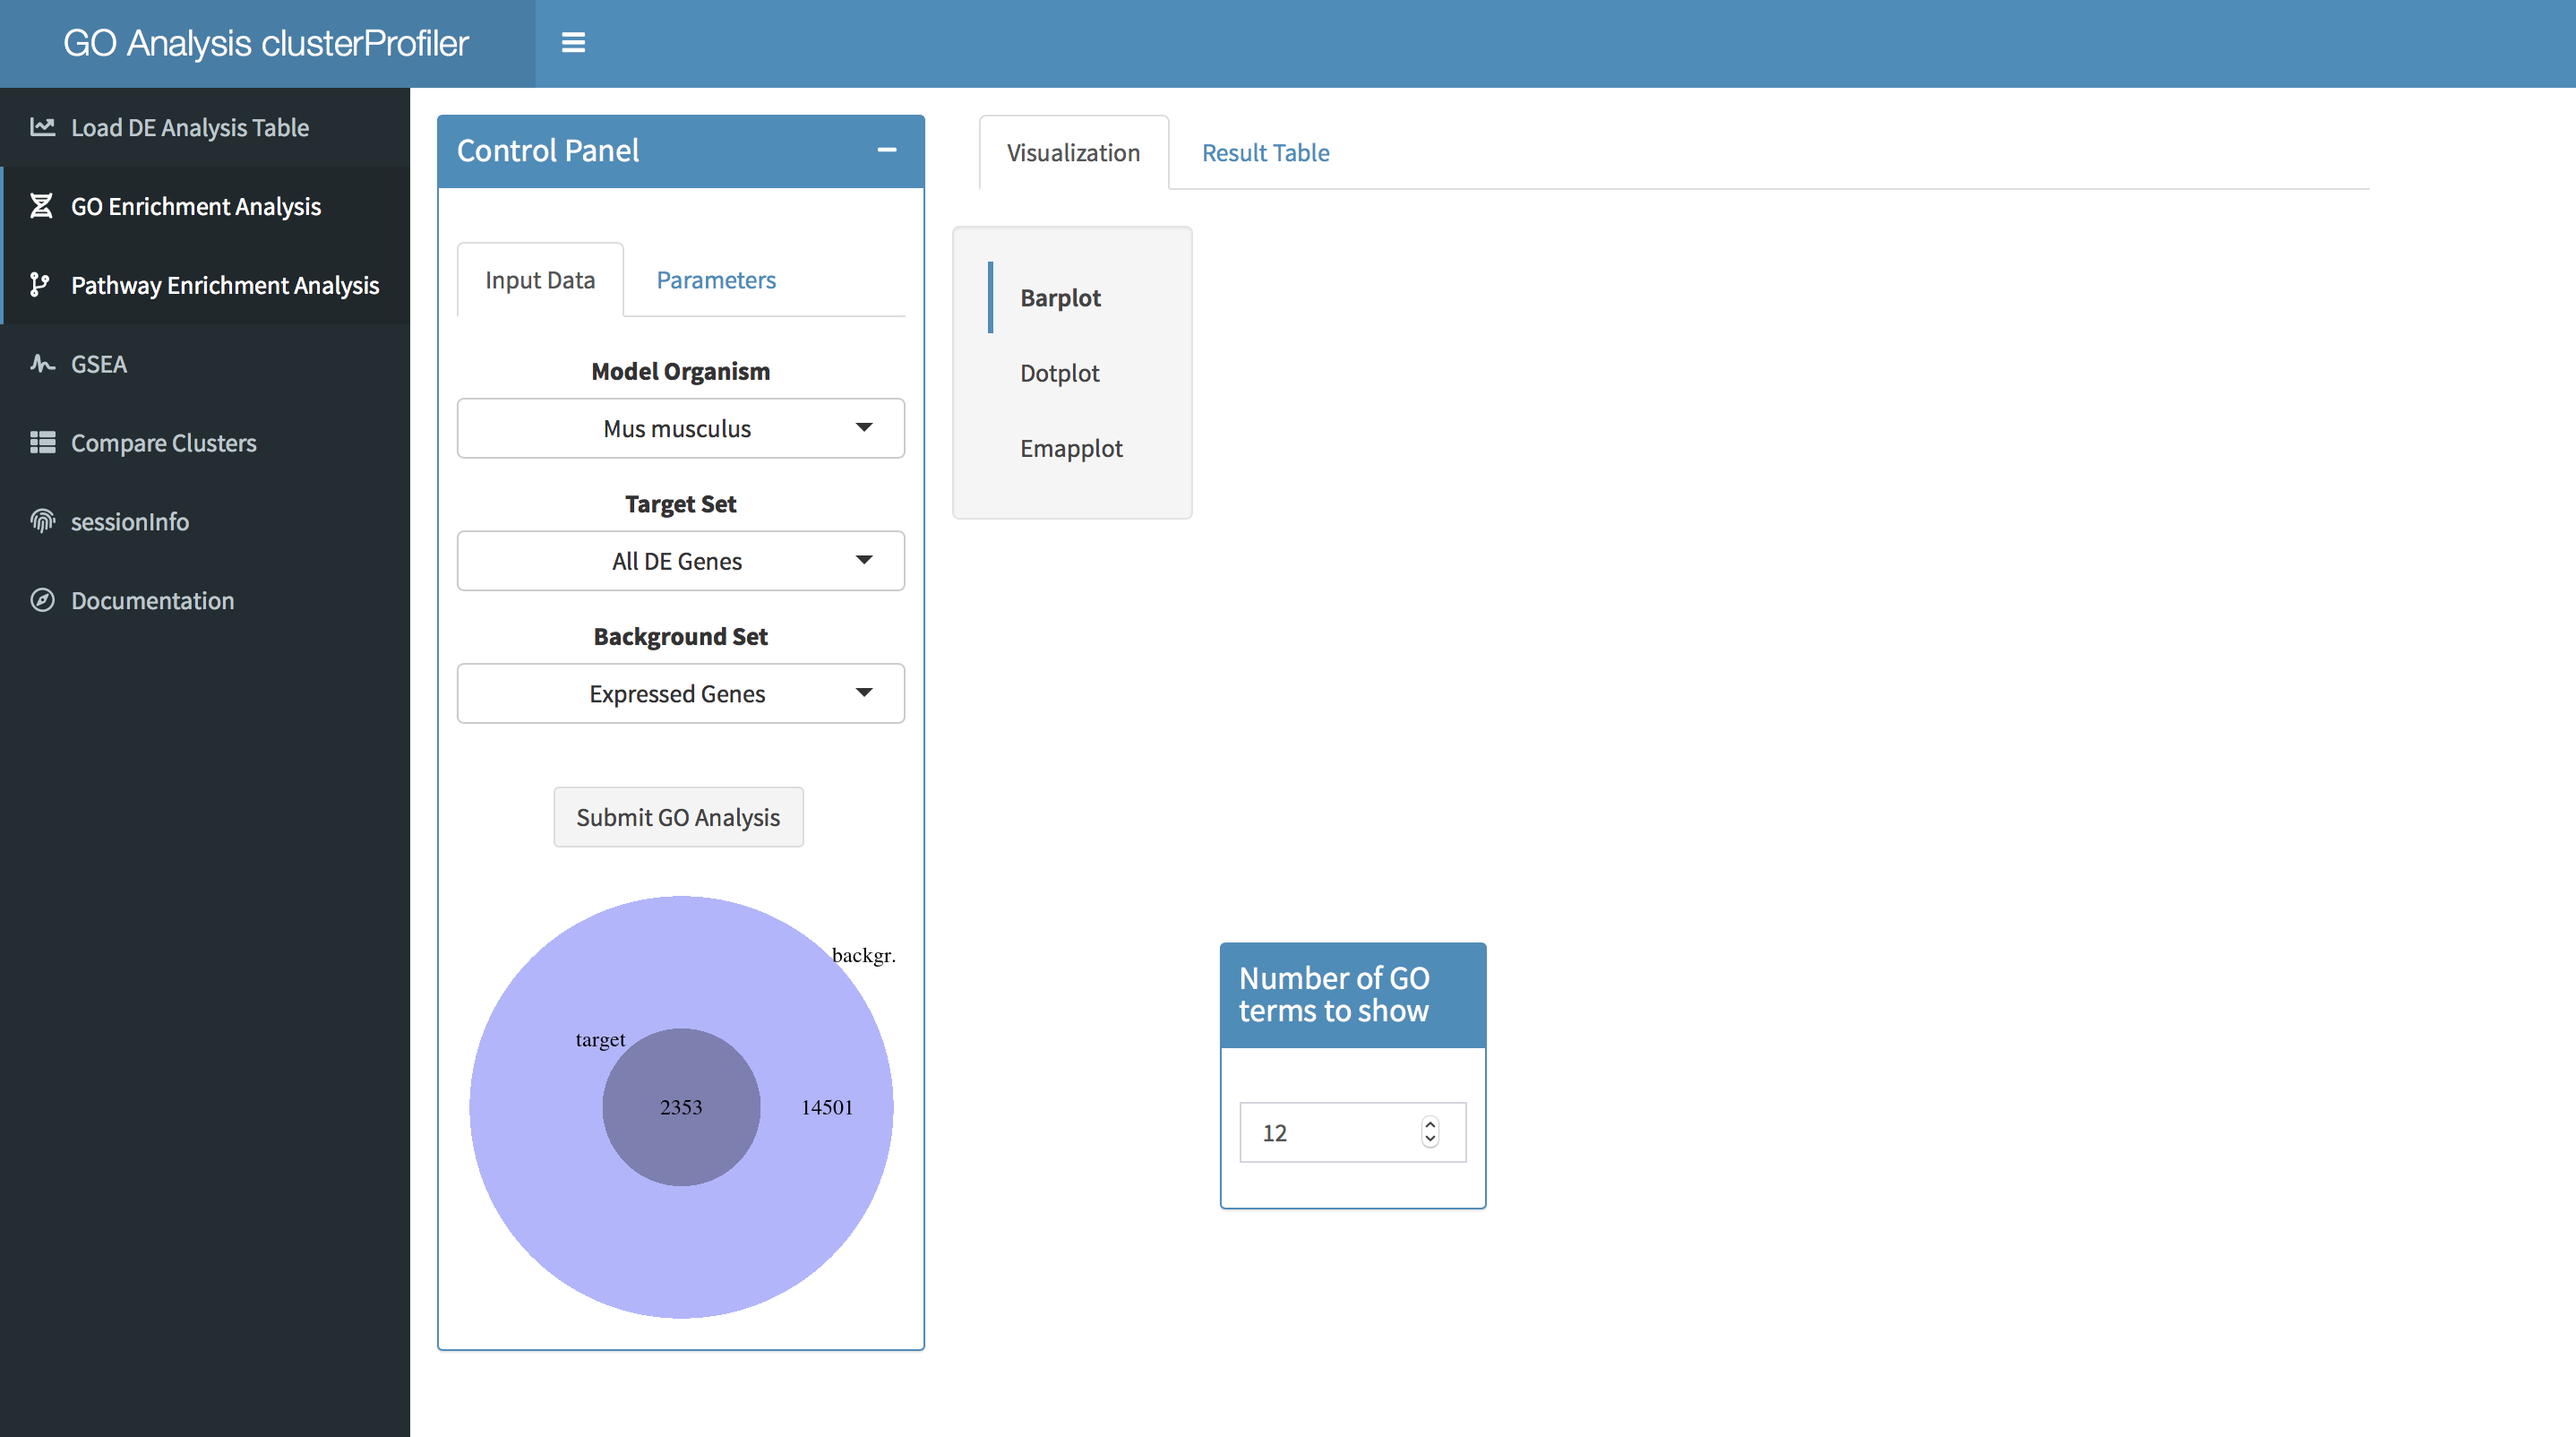 GO Analysis clusterProfiler
Load DE Analysis Table
GO Enrichment Analysis
Pathway Enrichment Analysis
GSEA
Compare Clusters
sessionInfo
Documentation
Control Panel
Input Data
Parameters
Model Organism
Mus musculus
Target Set
All DE Genes
Background Set
Expressed Genes
Submit GO Analysis
backgr.
target
2353
14501
Visualization
Result Table
Barplot
Dotplot
Emapplot
Number of GO
terms to show
12